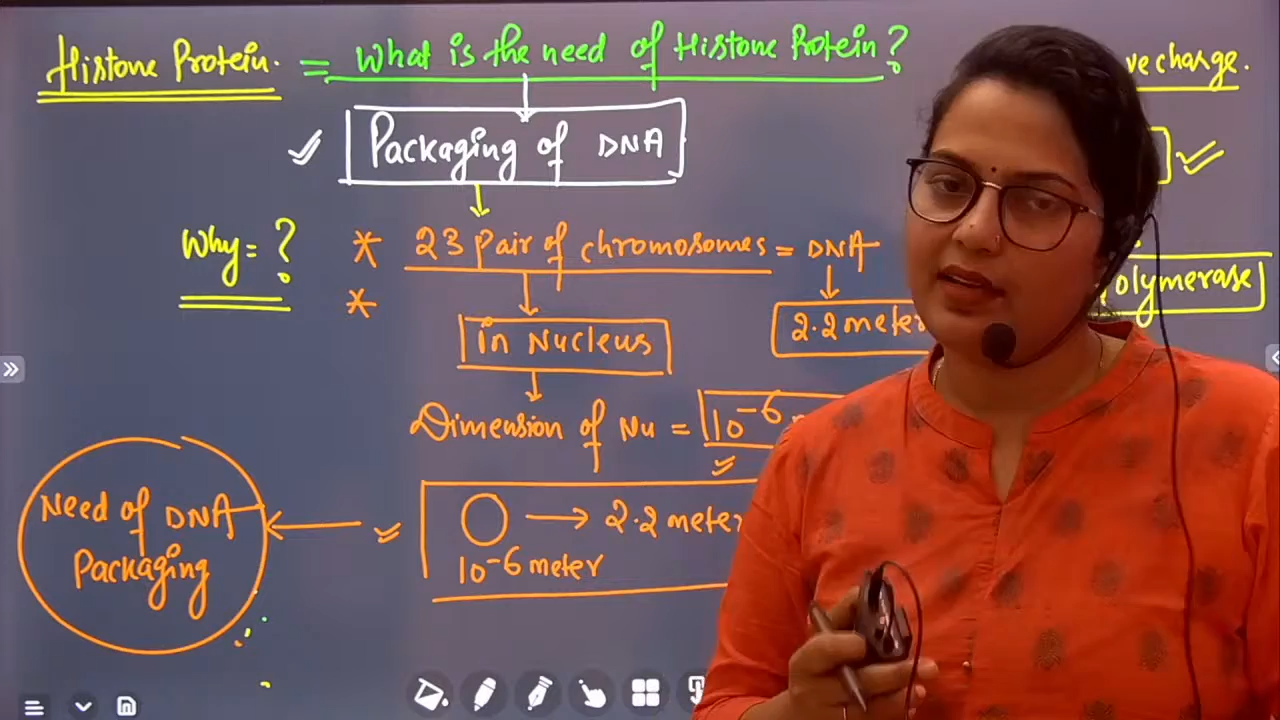 Histone Protein. = What is the need of Histone Protein?
ve charge.
Packaging of DNA
Why = ?
* 23 Pair of chromosomes = DNA
*
olymerase
in Nucleus
2.2 meter
Dimension of Nu = 10-6
Need of DNA
Packaging
→ 2.2 meter
10-6 meter